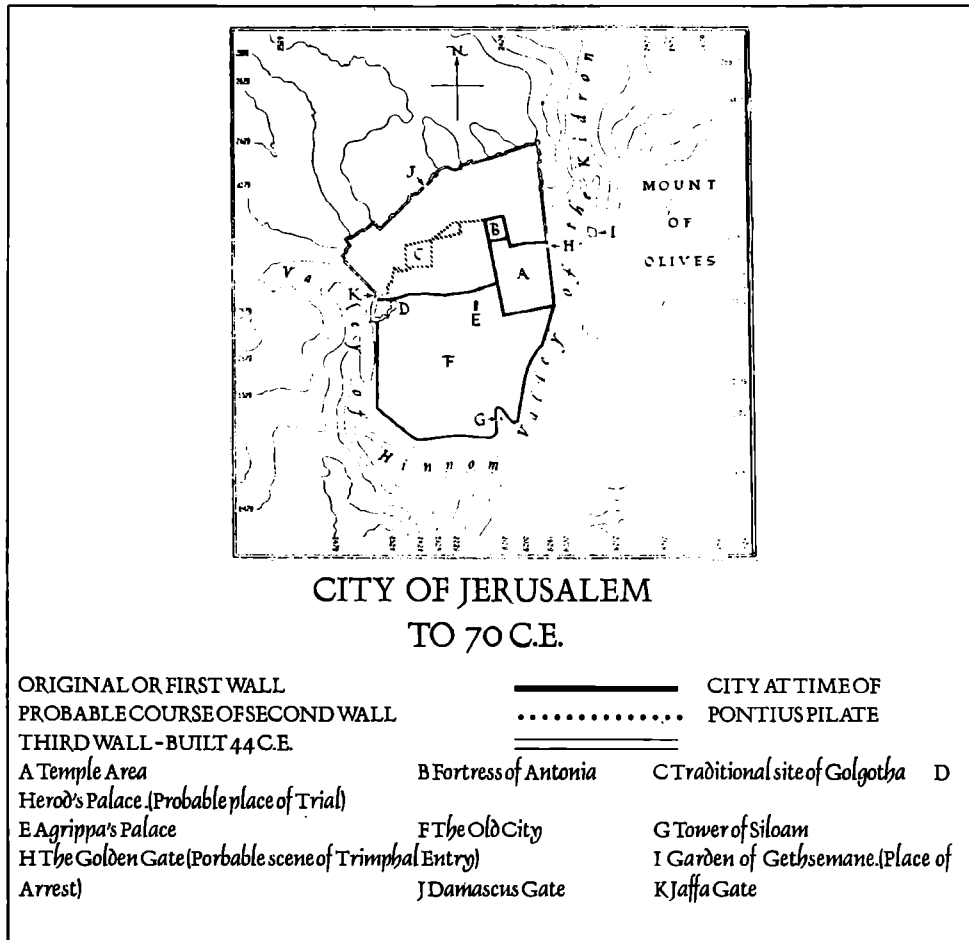 N
Valley of the Kidron
MOUNT
OF
OLIVES
J
B
H
I
C
A
K
D
E
F
G
Valley of Hinnom
CITY OF JERUSALEM
TO 70 C.E.
ORIGINAL OR FIRST WALL CITY AT TIME OF
PROBABLE COURSE OF SECOND WALL PONTIUS PILATE
THIRD WALL - BUILT 44 C.E.
A Temple Area B Fortress of Antonia C Traditional site of Golgotha D
Herod's Palace.(Probable place of Trial)
E Agrippa's Palace F The Old City G Tower of Siloam
H The Golden Gate (Porbable scene of Trimphal Entry) I Garden of Gethsemane.(Place of
Arrest) J Damascus Gate K Jaffa Gate